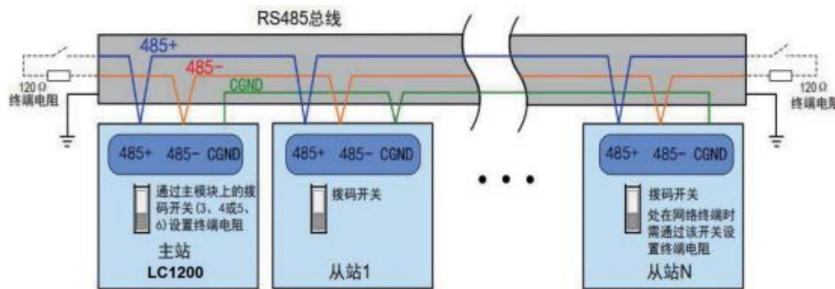 RS485总线
485+
485-
CGND
120Ω
终端电阻
120Ω
终端电阻
485+ 485- CGND
通过主模块上的拨
码开关(3、4或5、
6)设置终端电阻
主站
LC1200
485+ 485- CGND
拨码开关
从站1
• • •
485+ 485- CGND
拨码开关
处在网络终端时
需通过该开关设
置终端电阻
从站N